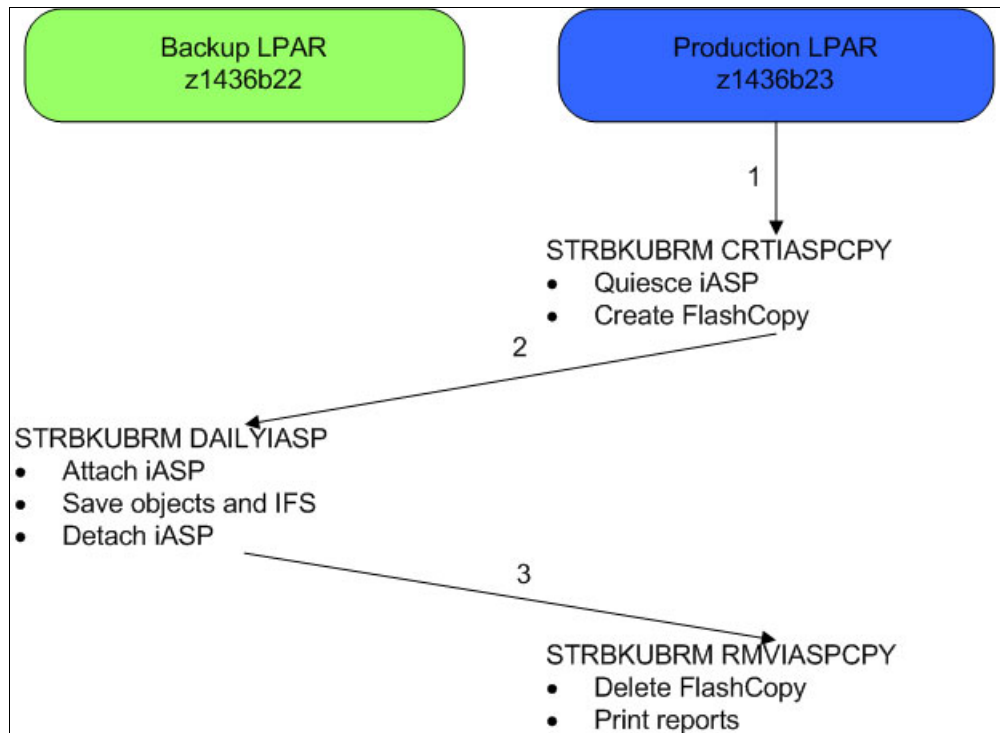 Backup LPAR
z1436b22
Production LPAR
z1436b23
1
STRBKUBRM CRTIASPCPY
• Quiesce iASP
• Create FlashCopy
2
STRBKUBRM DAILYIASP
• Attach iASP
• Save objects and IFS
• Detach iASP
3
STRBKUBRM RMVIASPCPY
• Delete FlashCopy
• Print reports